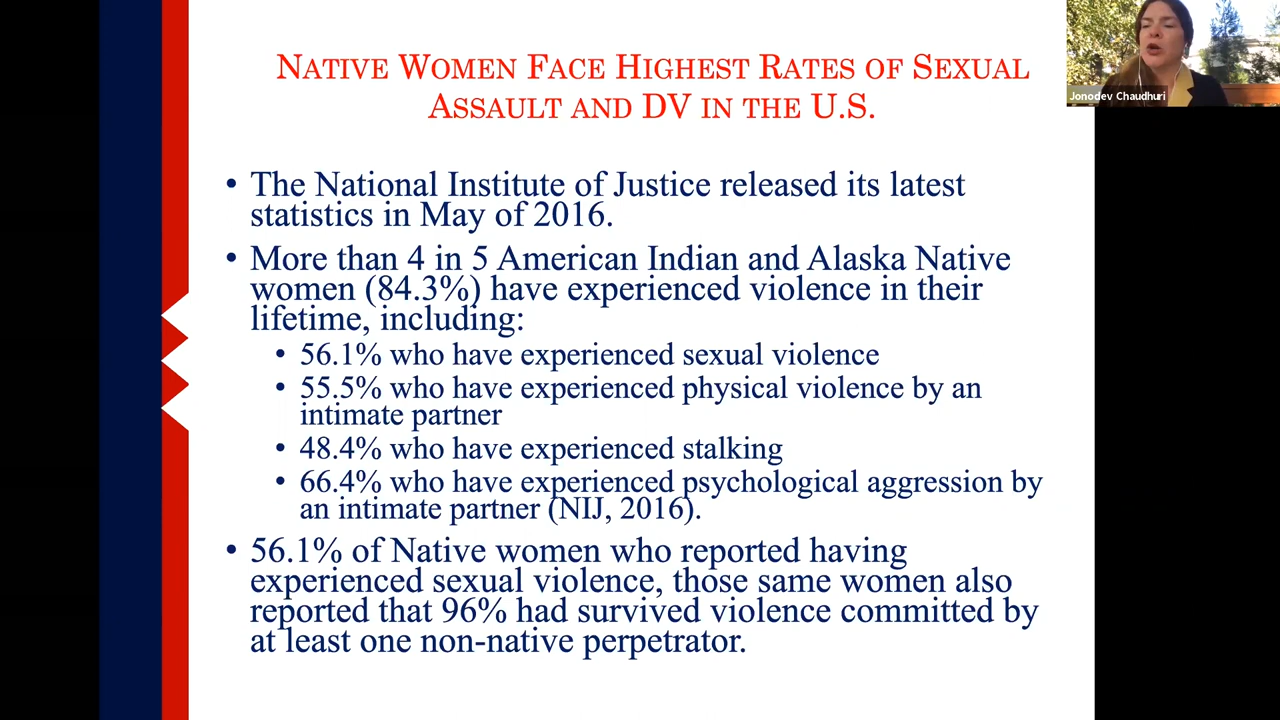 NATIVE WOMEN FACE HIGHEST RATES OF SEXUAL
ASSAULT AND DV IN THE U.S.
Jonodev Chaudhuri
• The National Institute of Justice released its latest
statistics in May of 2016.
• More than 4 in 5 American Indian and Alaska Native
women (84.3%) have experienced violence in their
lifetime, including:
• 56.1% who have experienced sexual violence
• 55.5% who have experienced physical violence by an
intimate partner
• 48.4% who have experienced stalking
• 66.4% who have experienced psychological aggression by
an intimate partner (NIJ, 2016).
• 56.1% of Native women who reported having
experienced sexual violence, those same women also
reported that 96% had survived violence committed by
at least one non-native perpetrator.